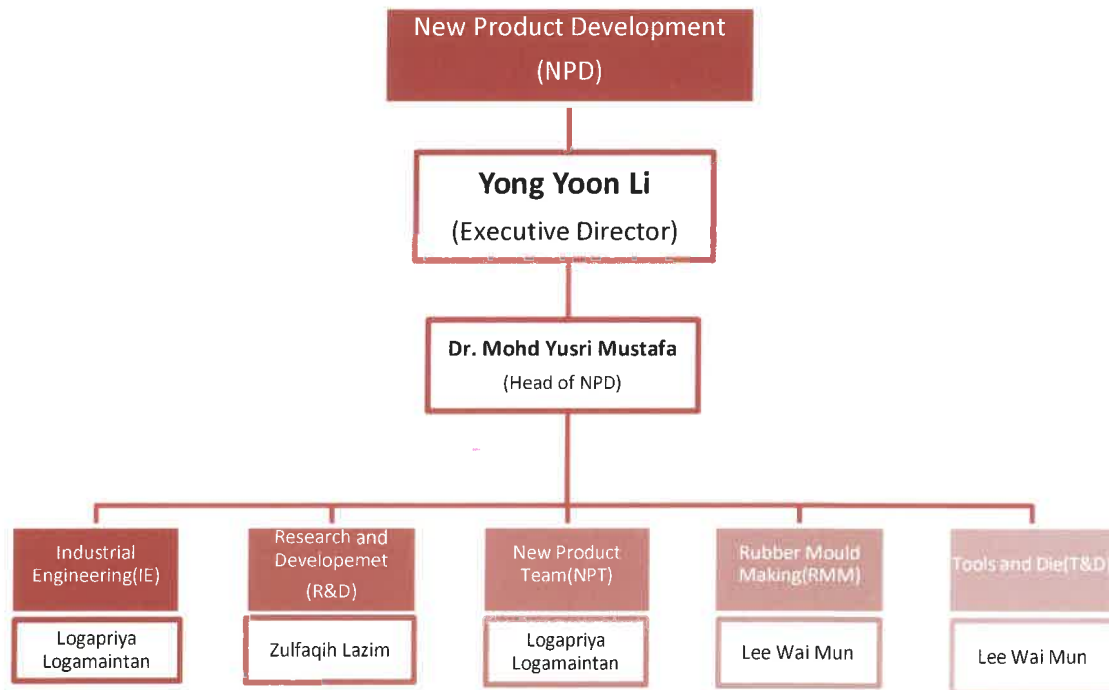 New Product Development
(NPD)
Yong Yoon Li
(Executive Director)
Dr. Mohd Yusri Mustafa
(Head of NPD)
Industrial
Engineering(IE)
Research and
Developemet
(R&D)
New Product
Team(NPT)
Rubber Mould
Making(RMM)
Tools and Die(T&D)
Logapriya
Logamaintan
Zulfaqih Lazim
Logapriya
Logamaintan
Lee Wai Mun
Lee Wai Mun